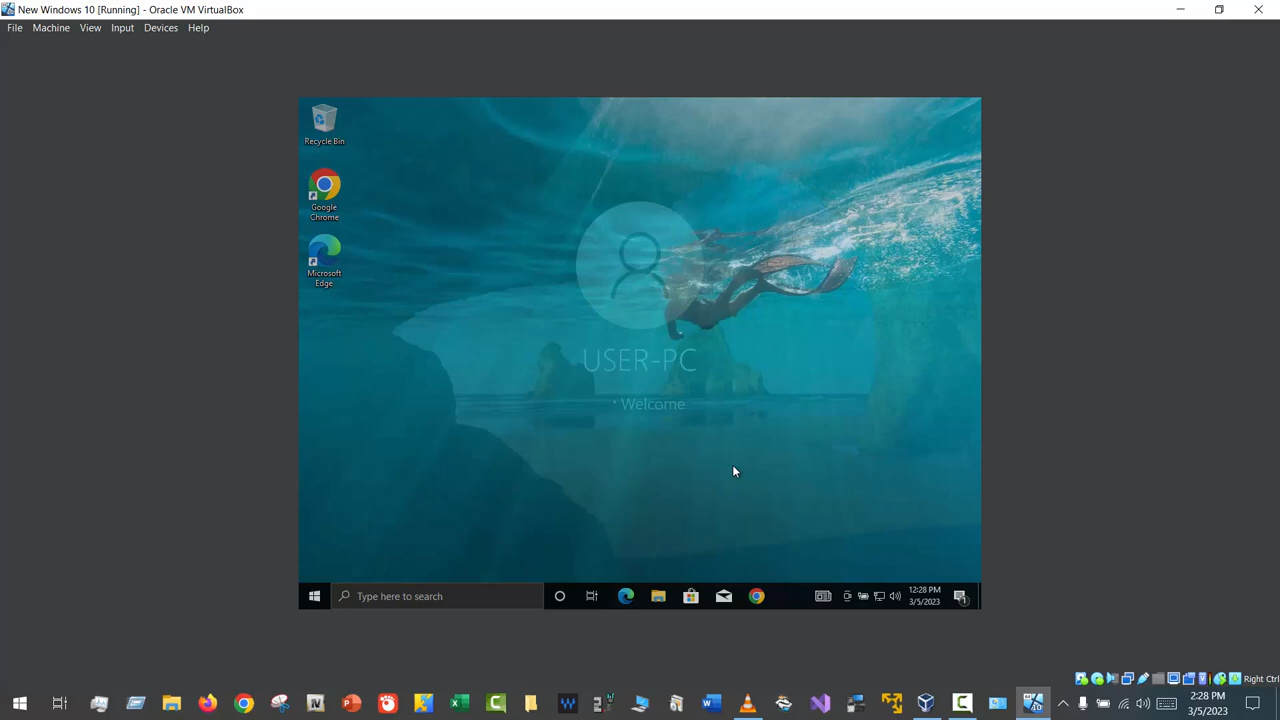 New Windows 10 [Running] - Oracle VM VirtualBox
File Machine View Input Devices Help
Recycle Bin
Google
Chrome
Microsoft
Edge
USER-PC
Welcome
Type here to search
12:28 PM
3/5/2023
1
Right Ctrl
2:28 PM
3/5/2023